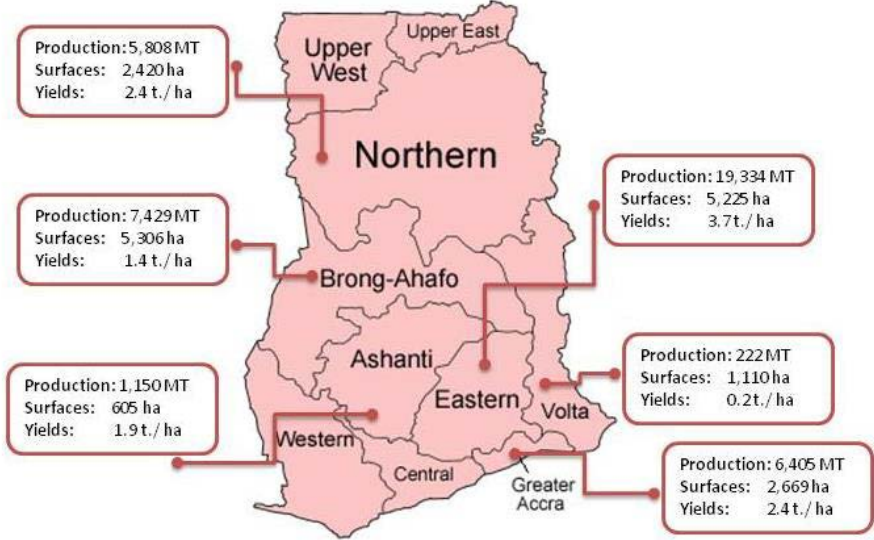 Production: 5,808 MT
Surfaces: 2,420 ha
Yields: 2.4 t./ ha
Upper West
Upper East
Northern
Production: 19,334 MT
Surfaces: 5,225 ha
Yields: 3.7 t./ ha
Production: 7,429 MT
Surfaces: 5,306 ha
Yields: 1.4 t./ ha
Brong-Ahafo
Ashanti
Eastern
Volta
Production: 222 MT
Surfaces: 1,110 ha
Yields: 0.2 t./ ha
Production: 1,150 MT
Surfaces: 605 ha
Yields: 1.9 t./ ha
Western
Central
Greater
Accra
Production: 6,405 MT
Surfaces: 2,669 ha
Yields: 2.4 t./ ha